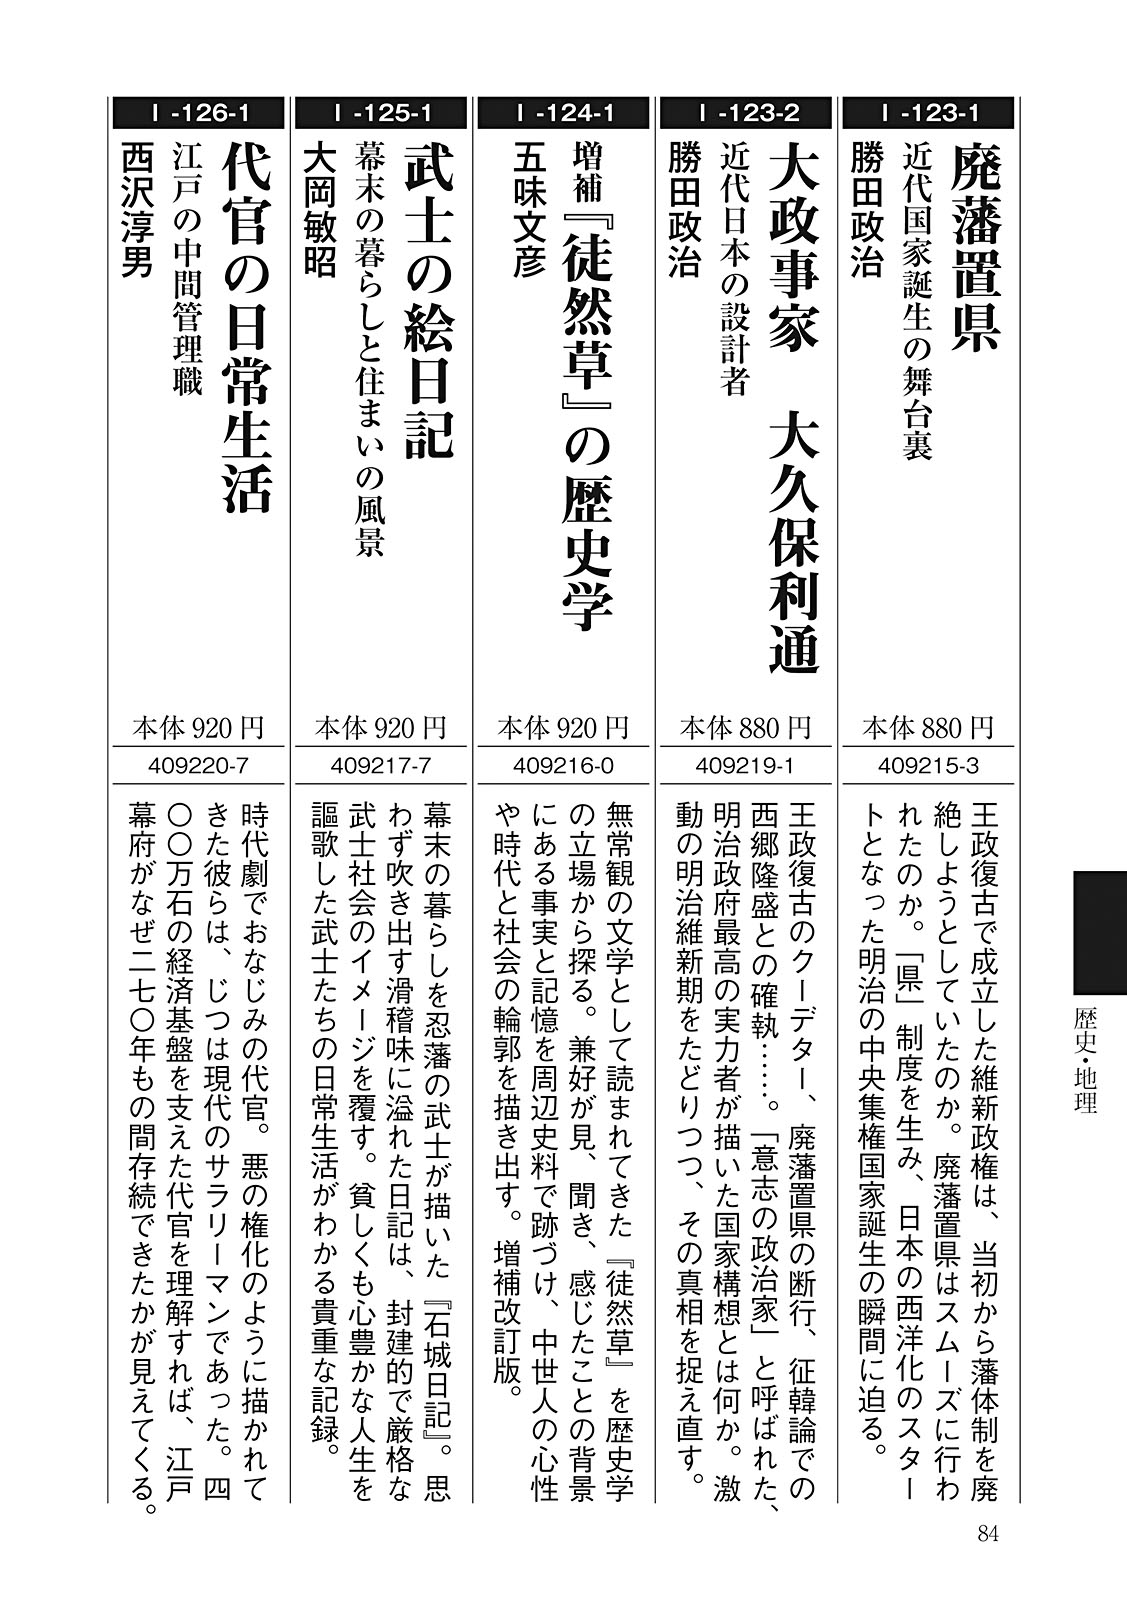 I -123-1
廃藩置県
近代国家誕生の舞台裏
勝田政治
本体880円
409215-3
王政復古で成立した維新政権は、当初から藩体制を廃
絶しようとしていたのか。廃藩置県はスムーズに行わ
れたのか。「県」制度を生み、日本の西洋化のスター
トとなった明治の中央集権国家誕生の瞬間に迫る。
I -123-2
大政事家 大久保利通
近代日本の設計者
勝田政治
本体880円
409219-1
王政復古のクーデター、廃藩置県の断行、征韓論での
西郷隆盛との確執……。「意志の政治家」と呼ばれた、
明治政府最高の実力者が描いた国家構想とは何か。激
動の明治維新期をたどりつつ、その真相を捉え直す。
I -124-1
増補『徒然草』の歴史学
五味文彦
本体920円
409216-0
無常観の文学として読まれてきた『徒然草』を歴史学
の立場から探る。兼好が見、聞き、感じたことの背景
にある事実と記憶を周辺史料で跡づけ、中世人の心性
や時代と社会の輪郭を描き出す。増補改訂版。
I -125-1
武士の絵日記
幕末の暮らしと住まいの風景
大岡敏昭
本体920円
409217-7
幕末の暮らしを忍藩の武士が描いた『石城日記』。思
わず吹き出す滑稽味に溢れた日記は、封建的で厳格な
武士社会のイメージを覆す。貧しくも心豊かな人生を
謳歌した武士たちの日常生活がわかる貴重な記録。
I -126-1
代官の日常生活
江戸の中間管理職
西沢淳男
本体920円
409220-7
時代劇でおなじみの代官。悪の権化のように描かれて
きた彼らは、じつは現代のサラリーマンであった。四
〇〇万石の経済基盤を支えた代官を理解すれば、江戸
幕府がなぜ二七〇年もの間存続できたかが見えてくる。
歴史・地理
84